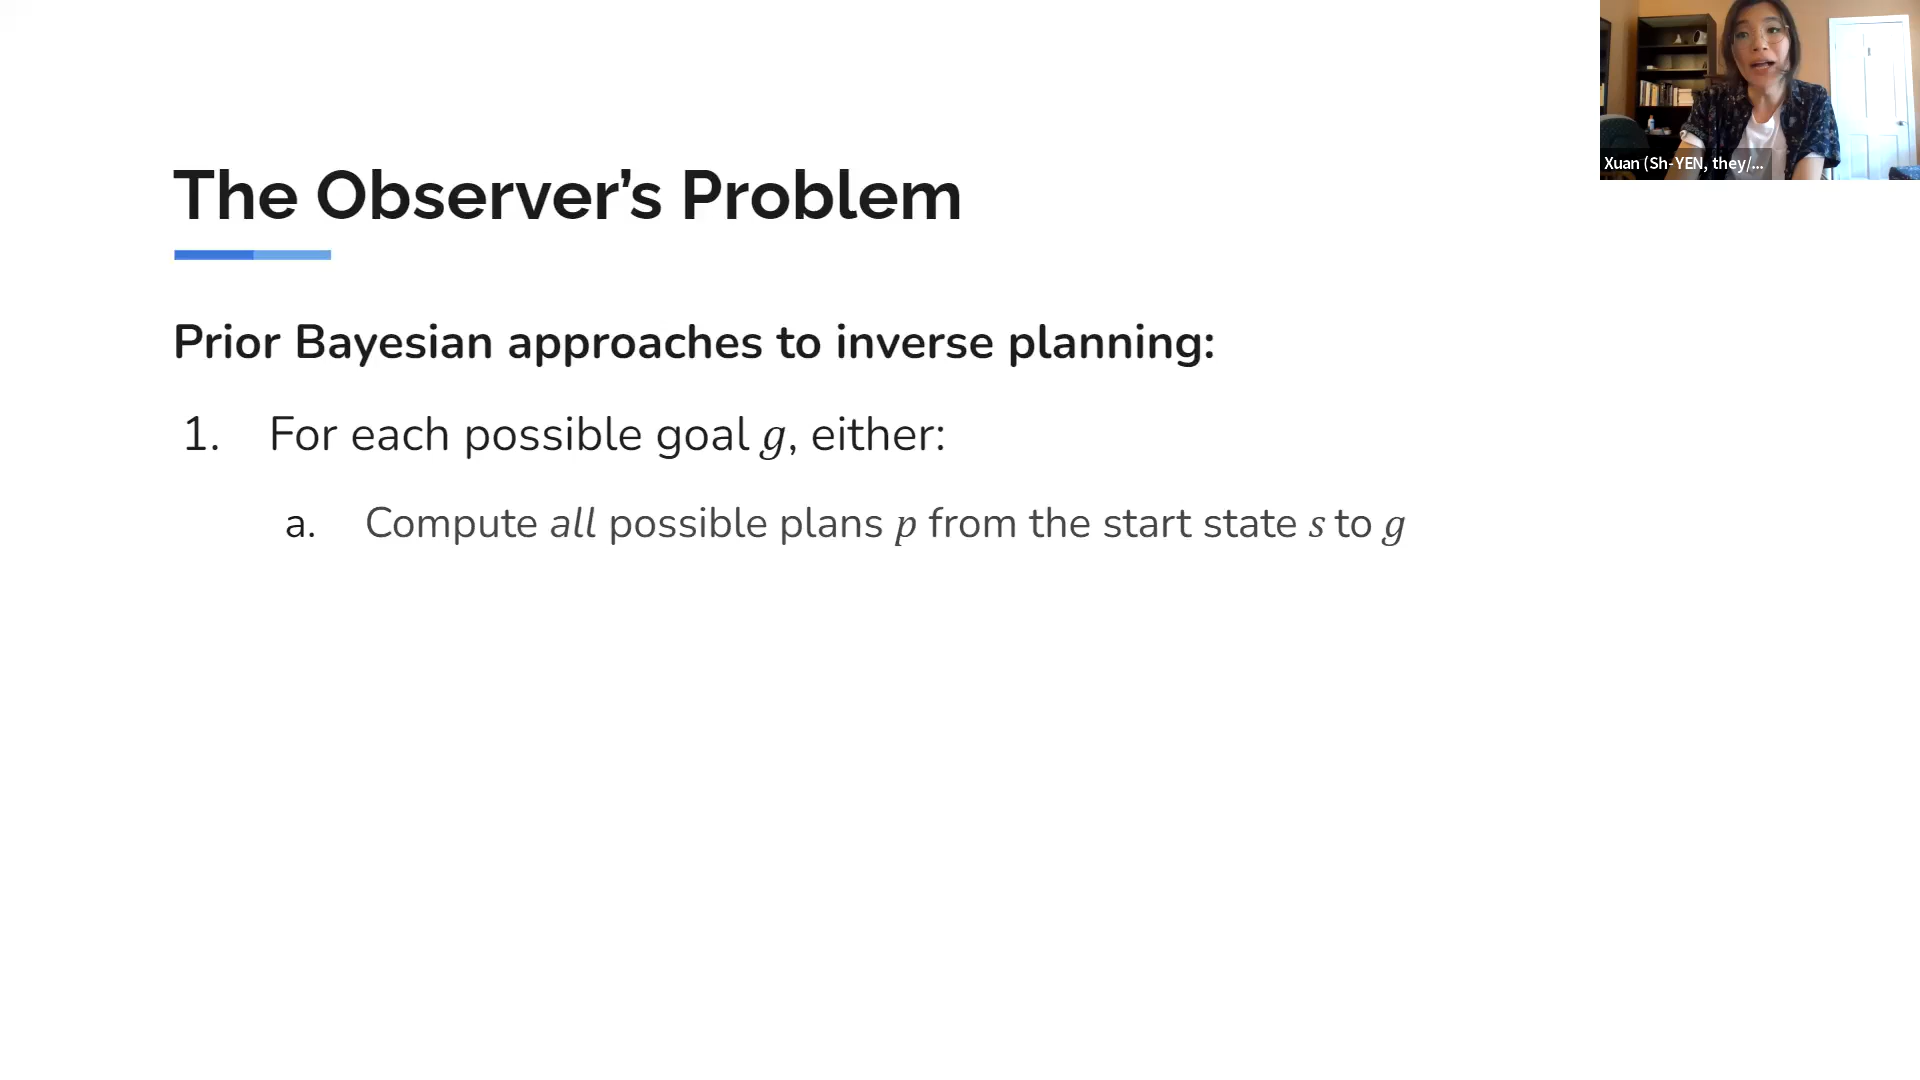 The Observer’s Problem
Prior Bayesian approaches to inverse planning:
1. For each possible goal g, either:
a. Compute all possible plans p from the start state s to g
Xuan (Sh-YEN, they/...